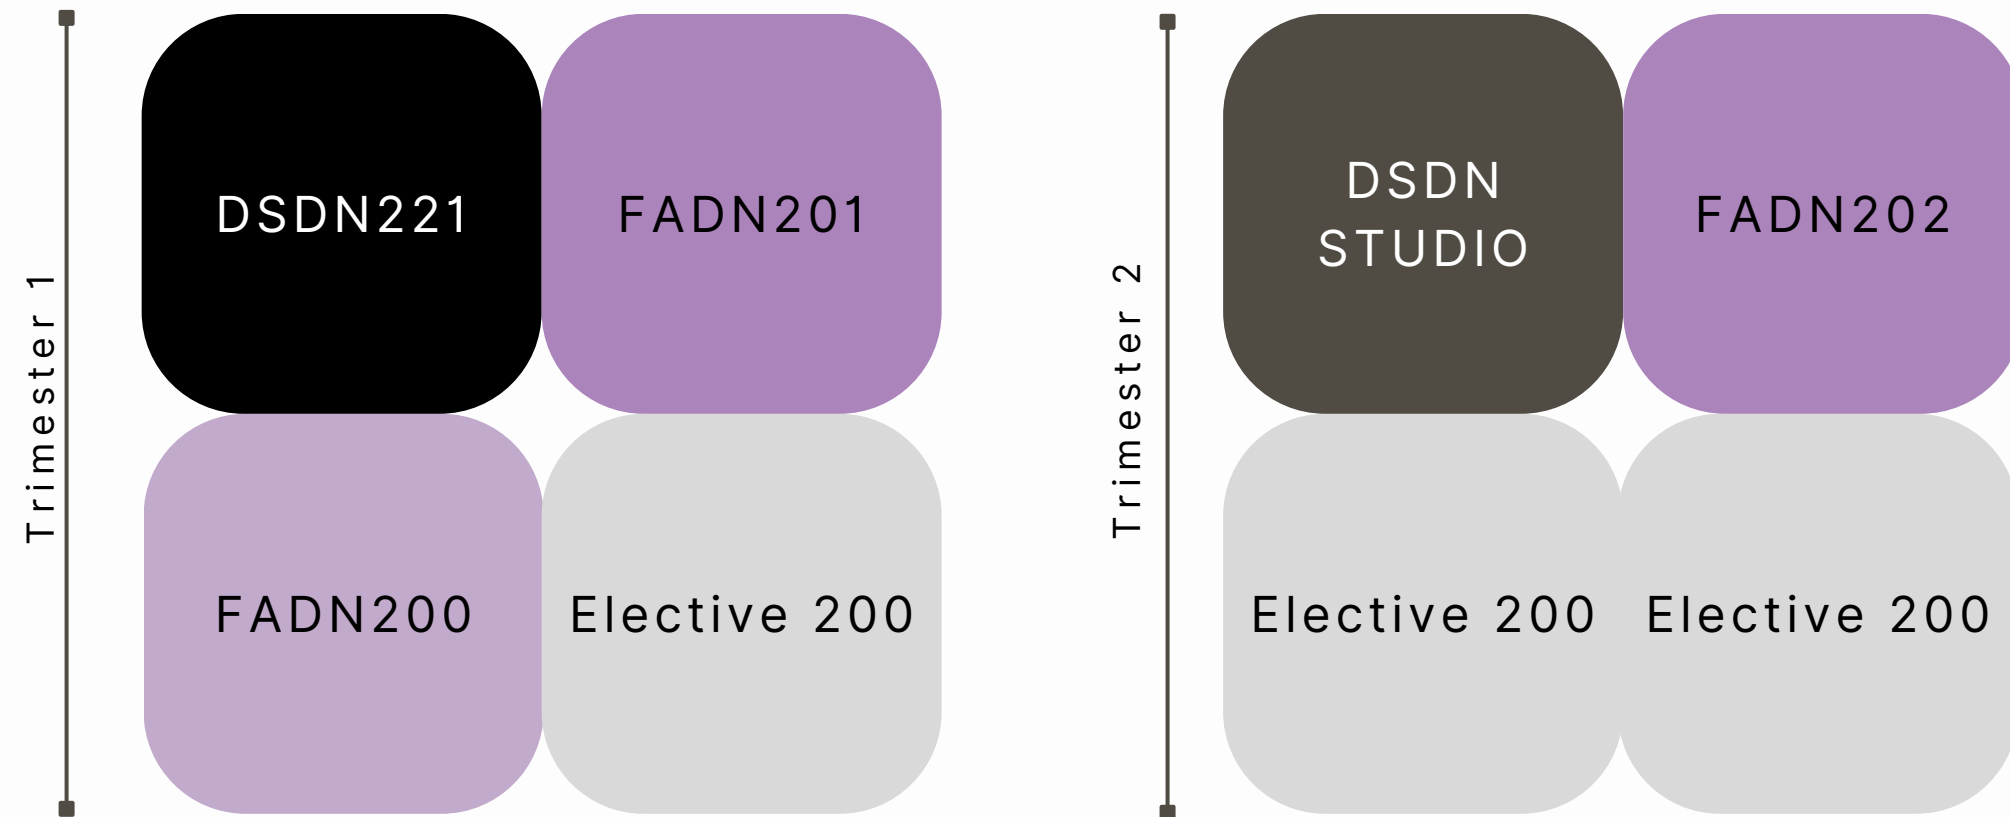 Trimester 1
DSDN221
FADN201
FADN200
Elective 200
Trimester 2
DSDN
STUDIO
FADN202
Elective 200
Elective 200